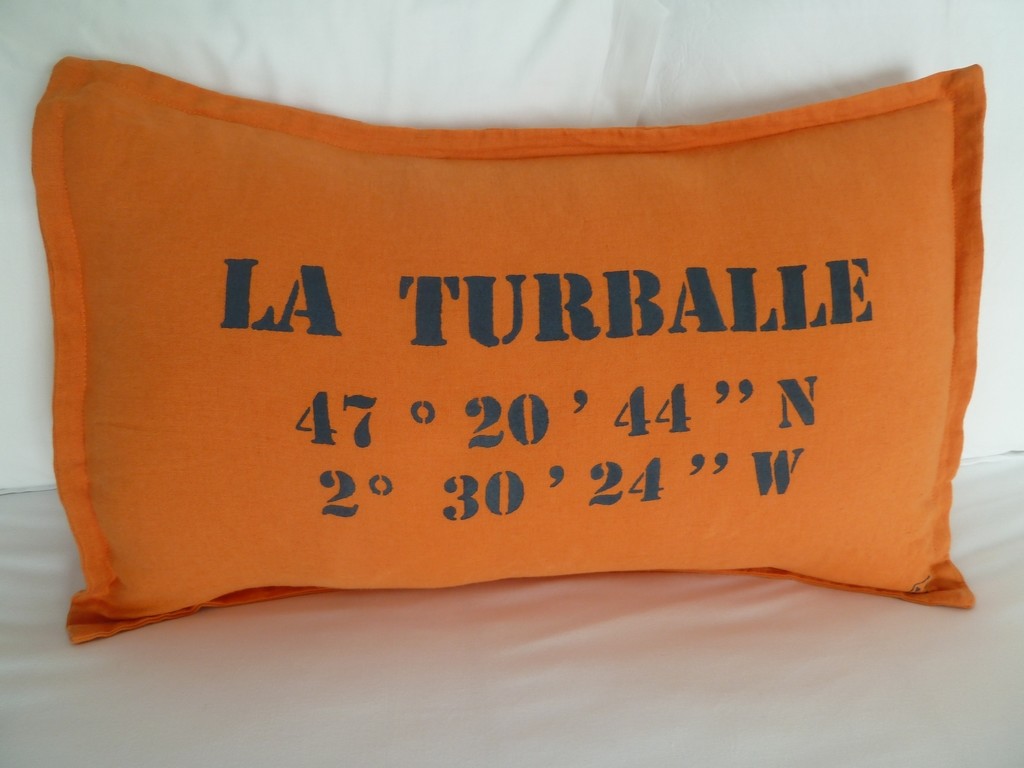 LA TURBALLE
47 ° 20 ’ 44 ’’ N
2° 30 ’ 24 ’’ W